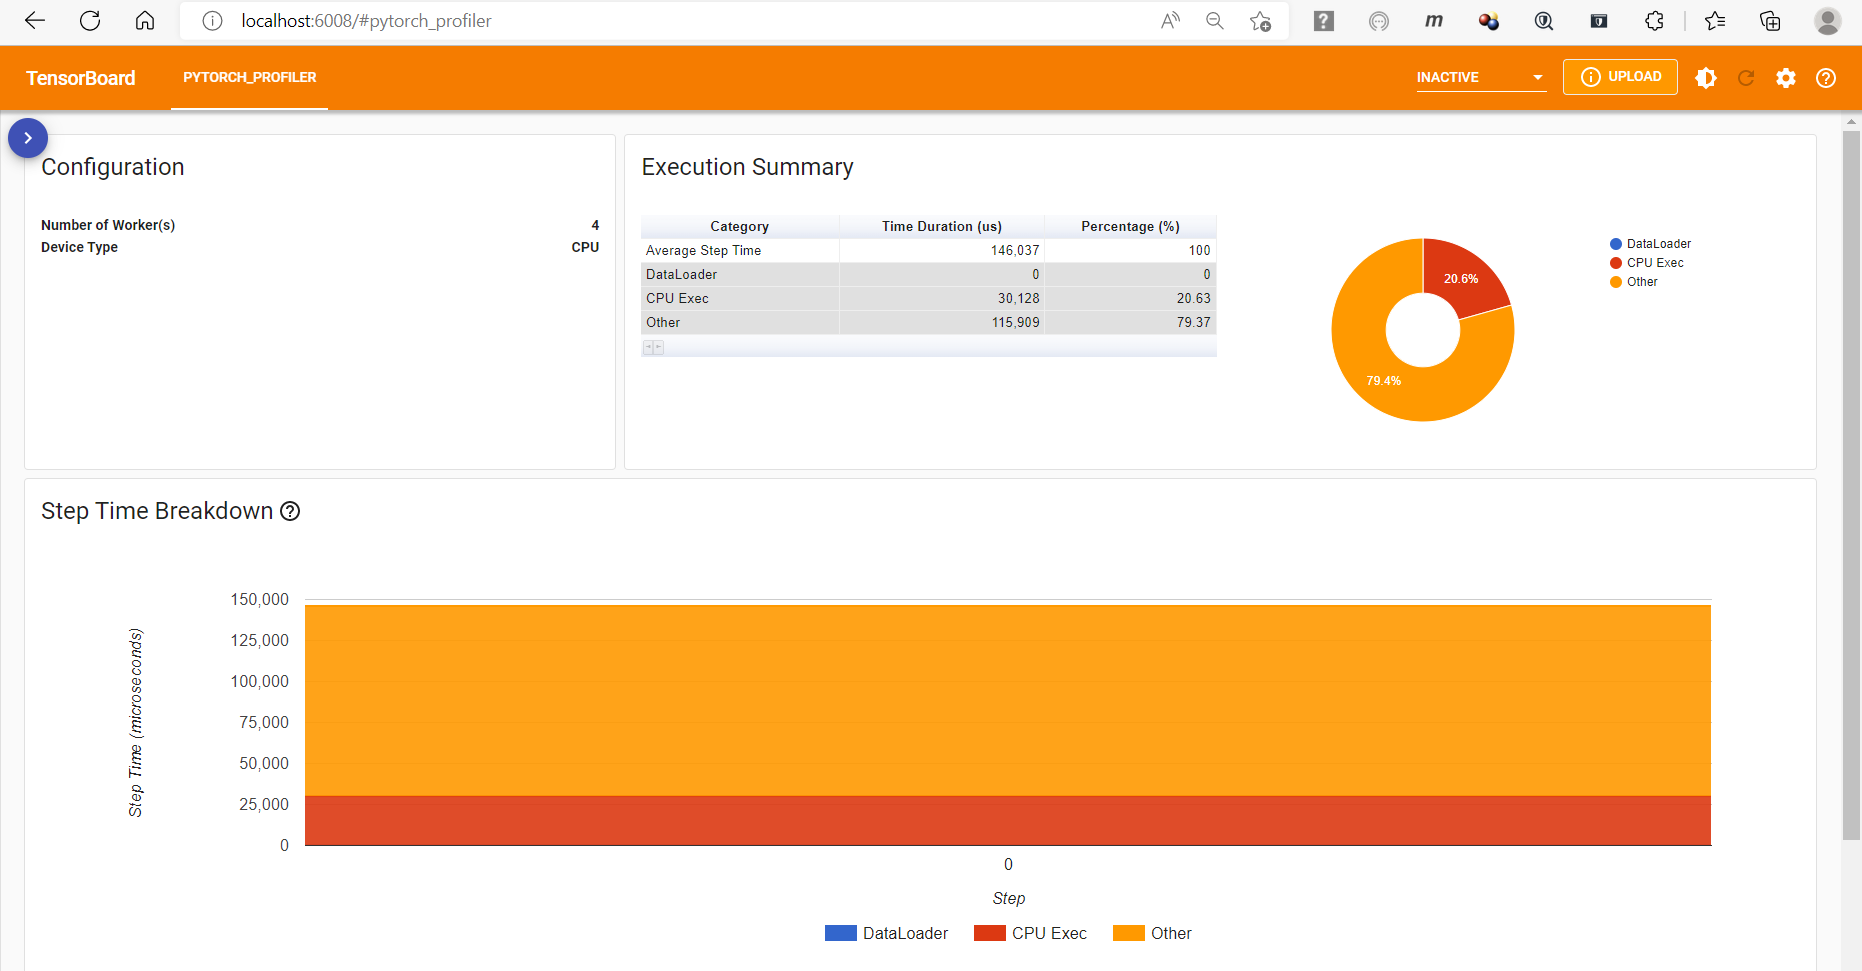 localhost:6008/#pytorch_profiler
TensorBoard
PYTORCH_PROFILER
INACTIVE
UPLOAD
Configuration
Number of Worker(s) 4
Device Type CPU
Execution Summary
Category Time Duration (us) Percentage (%)
Average Step Time 146,037 100
DataLoader 0 0
CPU Exec 30,128 20.63
Other 115,909 79.37
20.6%
79.4%
DataLoader
CPU Exec
Other
Step Time Breakdown
Step Time (microseconds)
150,000
125,000
100,000
75,000
50,000
25,000
0
0
Step
DataLoader CPU Exec Other